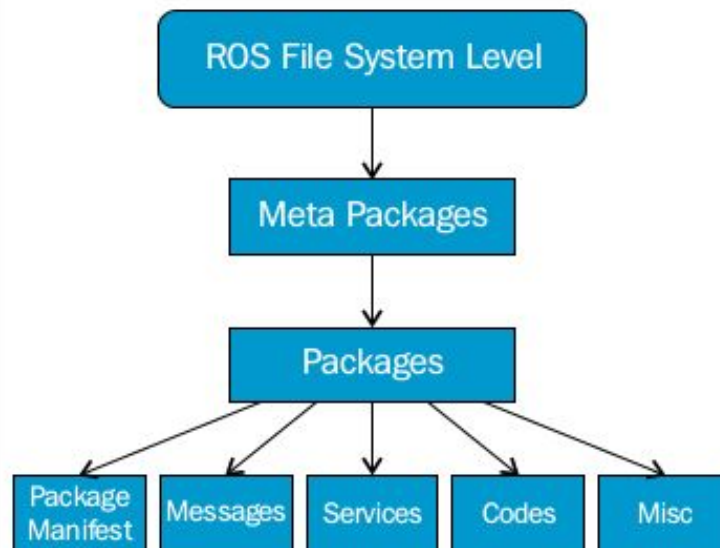 ROS File System Level
Meta Packages
Packages
Package
Manifest
Messages
Services
Codes
Misc